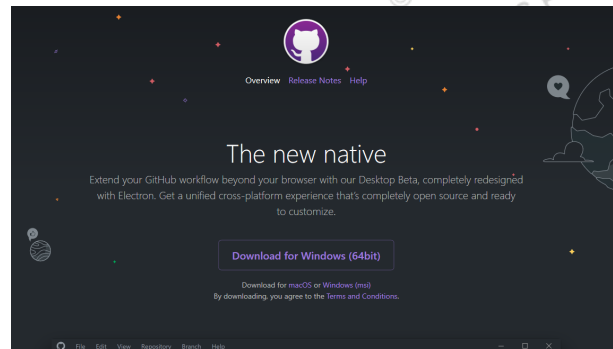 Overview Release Notes Help
The new native
Extend your GitHub workflow beyond your browser with our Desktop Beta, completely redesigned
with Electron. Get a unified cross-platform experience that's completely open source and ready
to customize.
Download for Windows (64bit)
Download for macOS or Windows (msi)
By downloading, you agree to the Terms and Conditions.
File Edit View Repository Branch Help